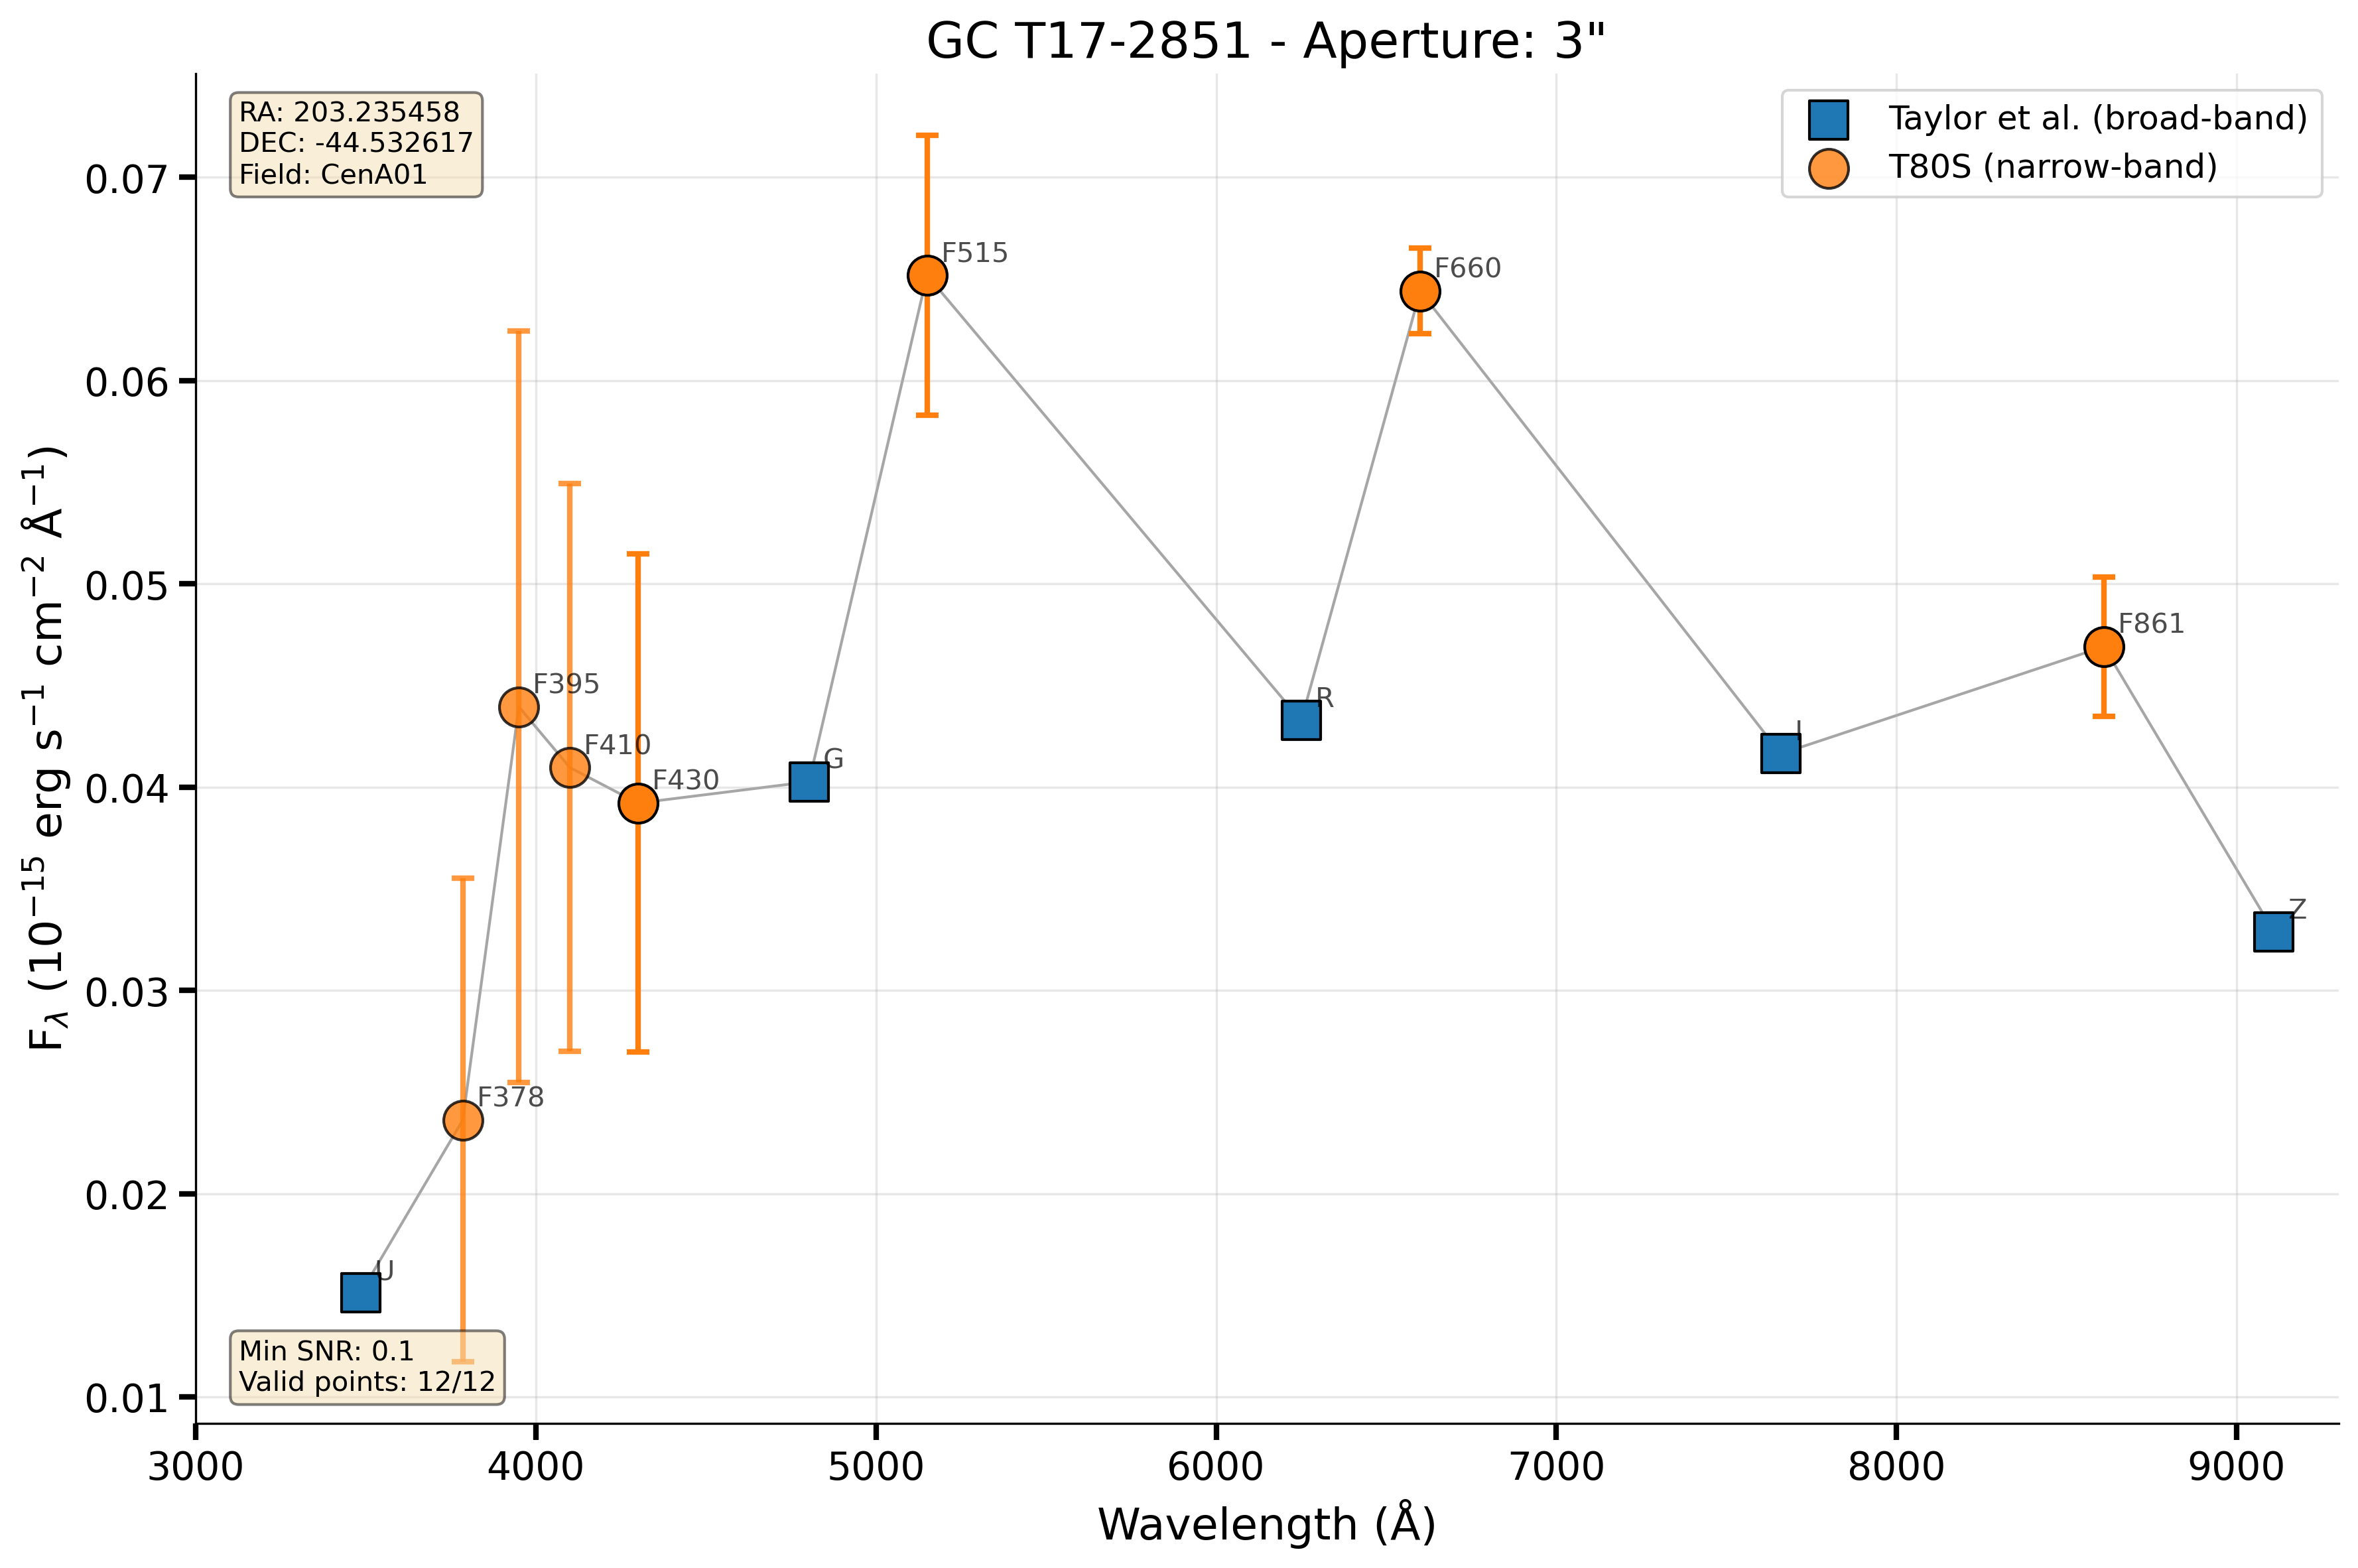 GC T17-2851 - Aperture: 3"
RA: 203.235458
DEC: -44.532617
Field: CenA01
Taylor et al. (broad-band)
T80S (narrow-band)
0.07
0.06
0.05
0.04
0.03
0.02
0.01
F_λ (10⁻¹⁵ erg s⁻¹ cm⁻² Å⁻¹)
F515
F660
F861
F395
F410
F430
G
R
I
Z
F378
U
Min SNR: 0.1
Valid points: 12/12
3000 4000 5000 6000 7000 8000 9000
Wavelength (Å)